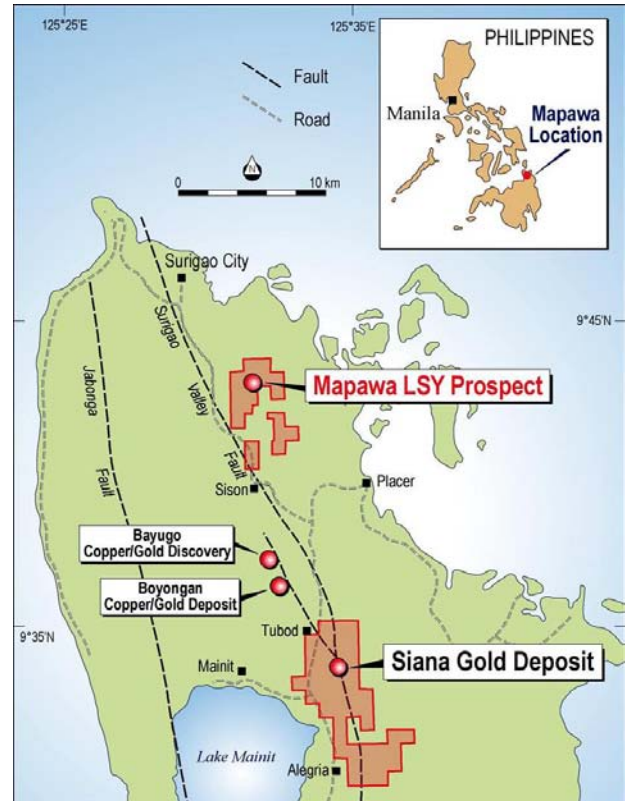 125°25'E
125°35'E
Fault
Road
N
0
10 km
PHILIPPINES
Manila
Mapawa
Location
Surigao City
9°45'N
Surigao
Valley
Fault
Jabonga
Fault
Mapawa LSY Prospect
Sison
Placer
Bayugo
Copper/Gold Discovery
Boyongan
Copper/Gold Deposit
9°35'N
Tubod
Mainit
Siana Gold Deposit
Lake Mainit
Alegria